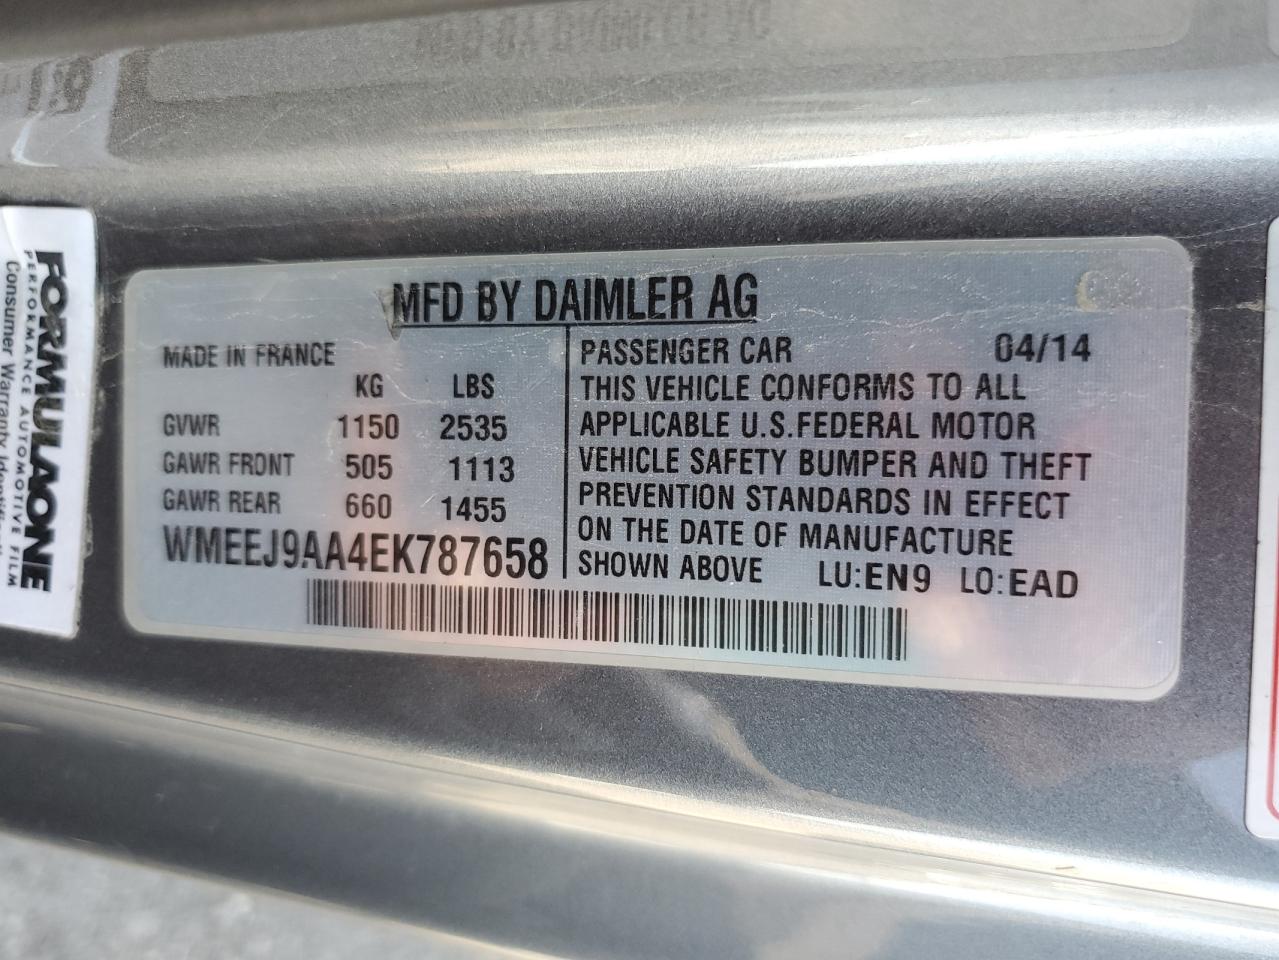 MFD BY DAIMLER AG
MADE IN FRANCE
KG LBS
GVWR 1150 2535
GAWR FRONT 505 1113
GAWR REAR 660 1455
WMEEJ9AA4EK787658
PASSENGER CAR 04/14
THIS VEHICLE CONFORMS TO ALL
APPLICABLE U.S.FEDERAL MOTOR
VEHICLE SAFETY BUMPER AND THEFT
PREVENTION STANDARDS IN EFFECT
ON THE DATE OF MANUFACTURE
SHOWN ABOVE LU:EN9 LO:EAD
FORMULAONE
PERFORMANCE AUTOMOTIVE FILM
Consumer Warranty